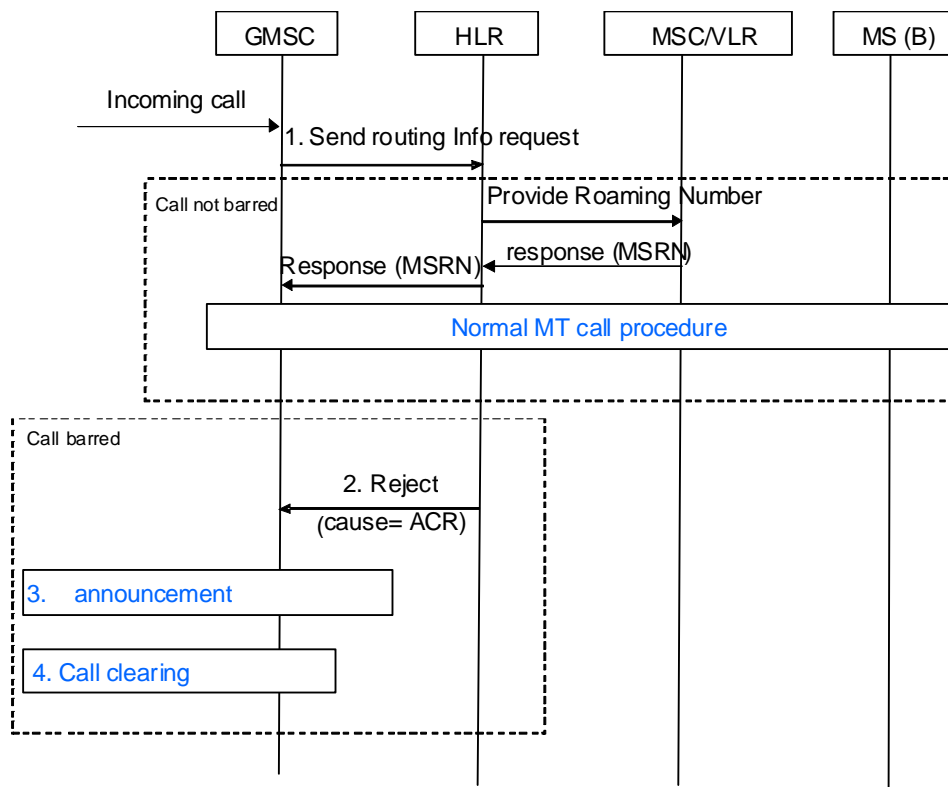 GMSC
HLR
MSC/VLR
MS (B)
Incoming call
1. Send routing Info request
Call not barred
Provide Roaming Number
response (MSRN)
Response (MSRN)
Normal MT call procedure
Call barred
2. Reject
(cause= ACR)
3. announcement
4. Call clearing